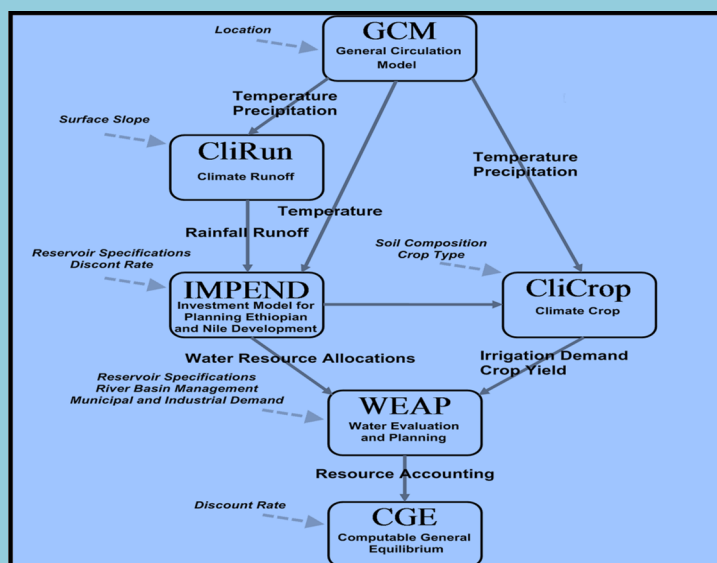 GCM
General Circulation
Model
Location
Temperature
Precipitation
Surface Slope
CliRun
Climate Runoff
Temperature
Precipitation
Temperature
Rainfall Runoff
Soil Composition
Crop Type
Reservoir Specifications
Discont Rate
IMPEND
Investment Model for
Planning Ethiopian
and Nile Development
CliCrop
Climate Crop
Water Resource Allocations
Irrigation Demand
Crop Yield
Reservoir Specifications
River Basin Management
Municipal and Industrial Demand
WEAP
Water Evaluation
and Planning
Resource Accounting
Discount Rate
CGE
Computable General
Equilibrium